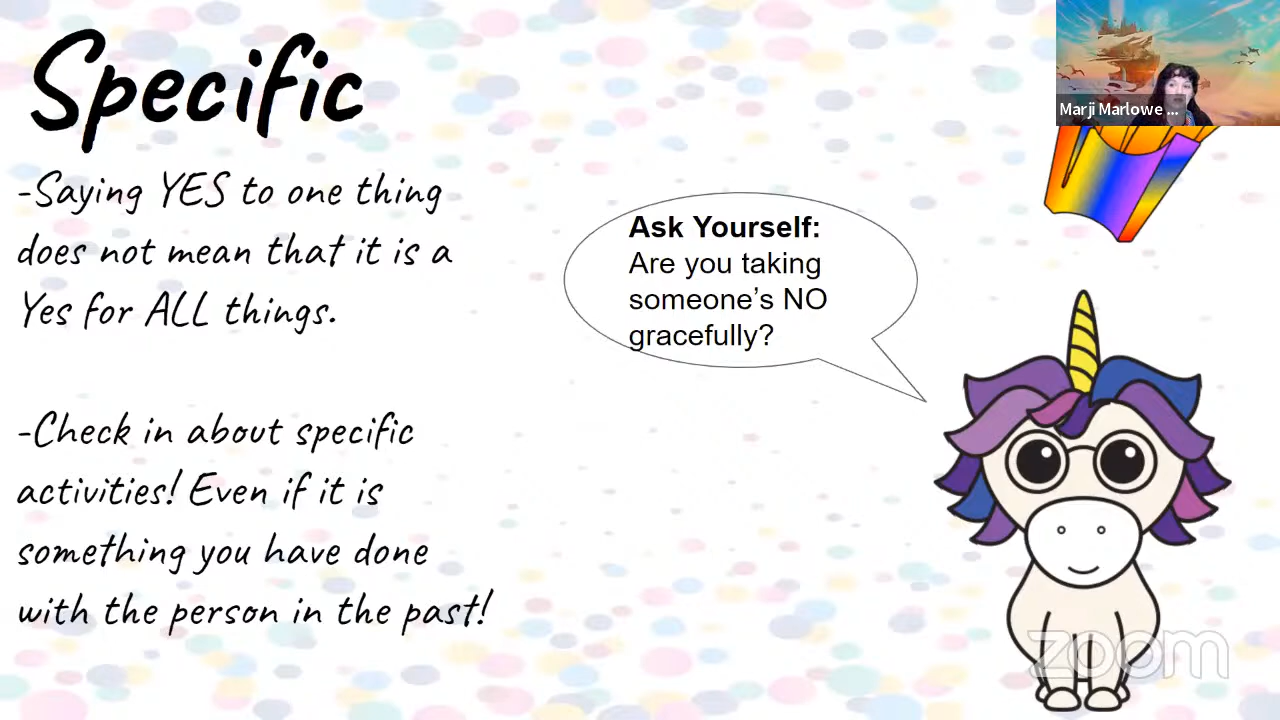 Specific
-Saying YES to one thing
does not mean that it is a
Yes for ALL things.
-Check in about specific
activities! Even if it is
something you have done
with the person in the past!
Ask Yourself:
Are you taking
someone's NO
gracefully?
Marji Marlowe ...
zoom